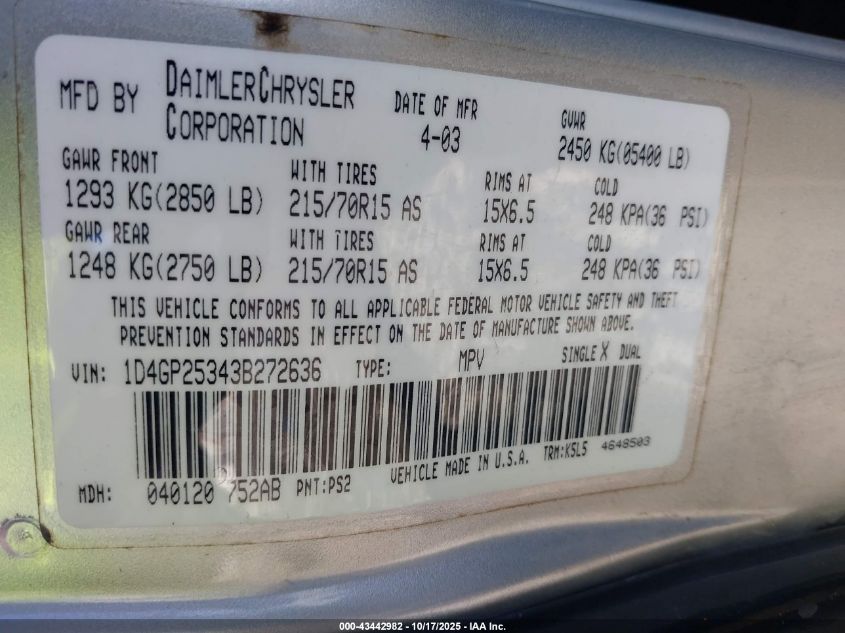 MFD BY DAIMLERCHRYSLER CORPORATION DATE OF MFR 4-03 GVWR 2450 KG(05400 LB)
GAWR FRONT WITH TIRES RIMS AT COLD
1293 KG(2850 LB) 215/70R15 AS 15X6.5 248 KPA(36 PSI)
GAWR REAR WITH TIRES RIMS AT COLD
1248 KG(2750 LB) 215/70R15 AS 15X6.5 248 KPA(36 PSI)
THIS VEHICLE CONFORMS TO ALL APPLICABLE FEDERAL MOTOR VEHICLE SAFETY AND THEFT
PREVENTION STANDARDS IN EFFECT ON THE DATE OF MANUFACTURE SHOWN ABOVE.
VIN: 1D4GP25343B272636 TYPE: MPV SINGLE X DUAL
VEHICLE MADE IN U.S.A. TRM:K5L5 4648503
MDH: 040120 752AB PNT:PS2
000-43442982 | 10/17/2025 | IAA Inc.